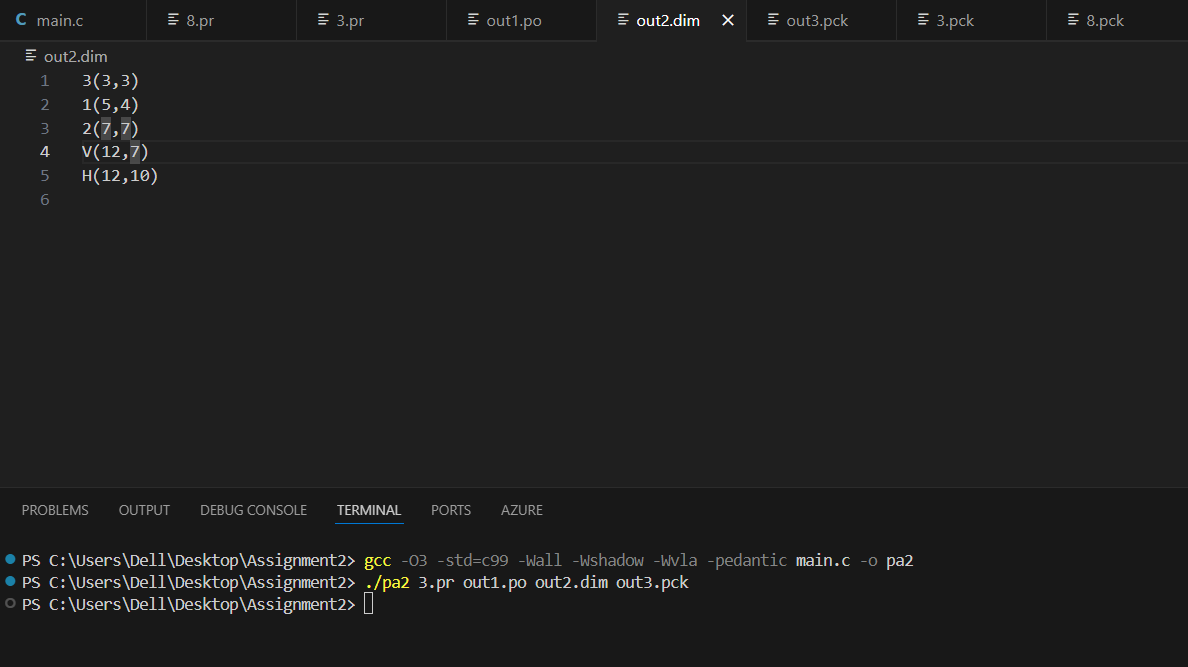 C main.c 8.pr 3.pr out1.po out2.dim out3.pck 3.pck 8.pck
out2.dim
1 3(3,3)
2 1(5,4)
3 2(7,7)
4 V(12,7)
5 H(12,10)
6
PROBLEMS OUTPUT DEBUG CONSOLE TERMINAL PORTS AZURE
PS C:\Users\Dell\Desktop\Assignment2> gcc -O3 -std=c99 -Wall -Wshadow -Wvla -pedantic main.c -o pa2
PS C:\Users\Dell\Desktop\Assignment2> ./pa2 3.pr out1.po out2.dim out3.pck
PS C:\Users\Dell\Desktop\Assignment2>